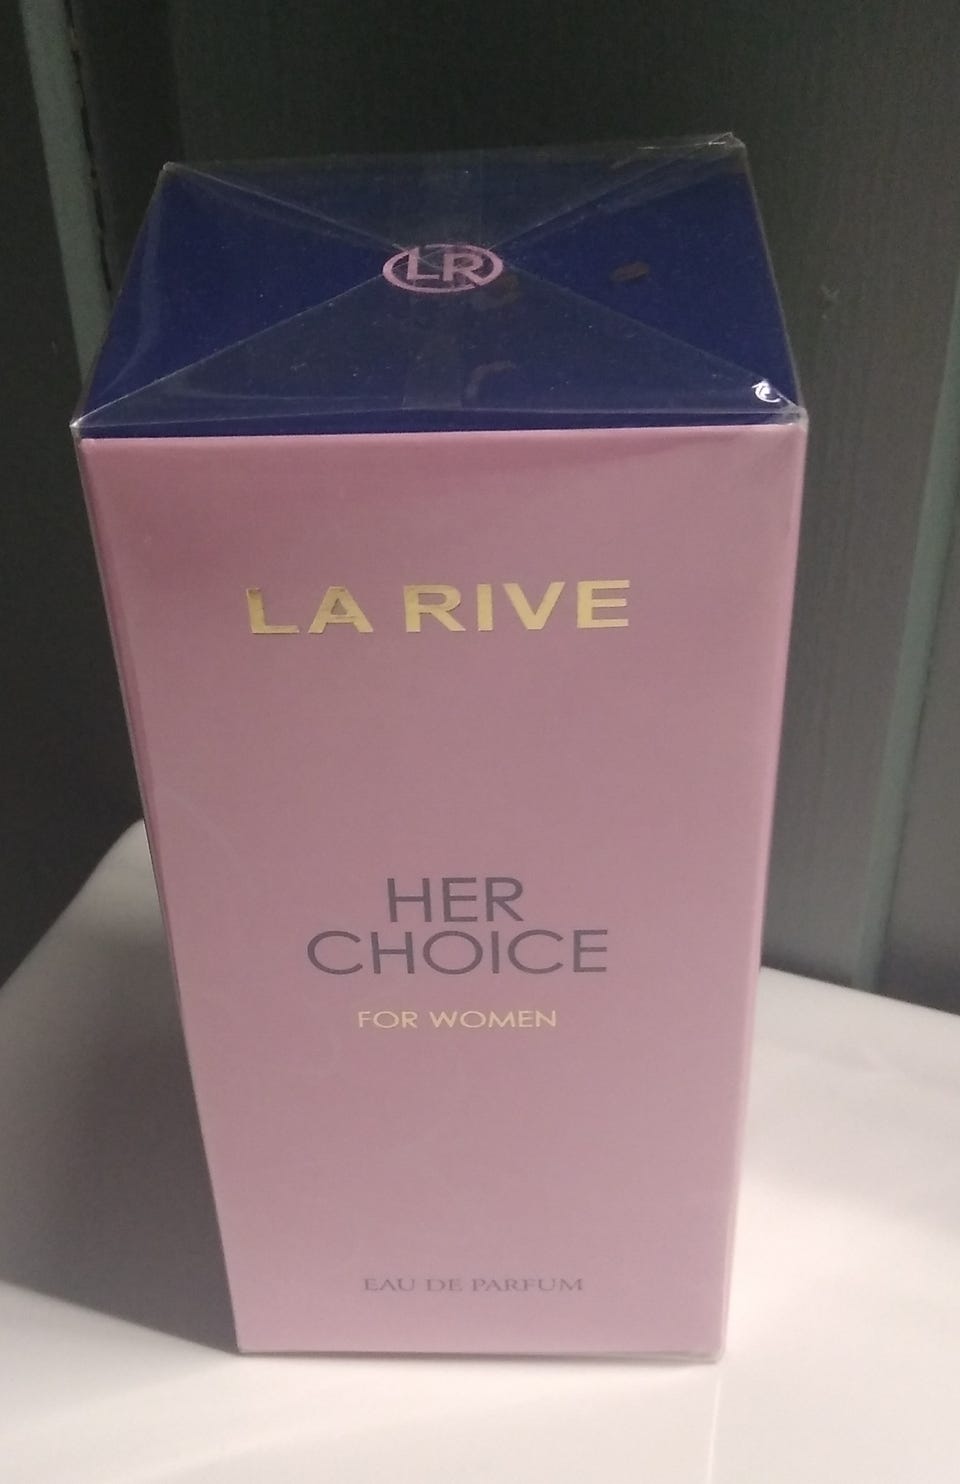 LR
LA RIVE
HER
CHOICE
FOR WOMEN
EAU DE PARFUM